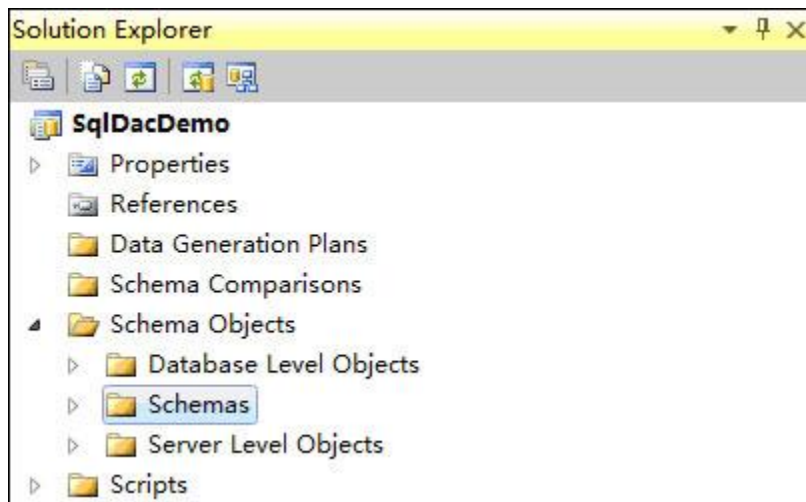 Solution Explorer
SqlDacDemo
Properties
References
Data Generation Plans
Schema Comparisons
Schema Objects
Database Level Objects
Schemas
Server Level Objects
Scripts